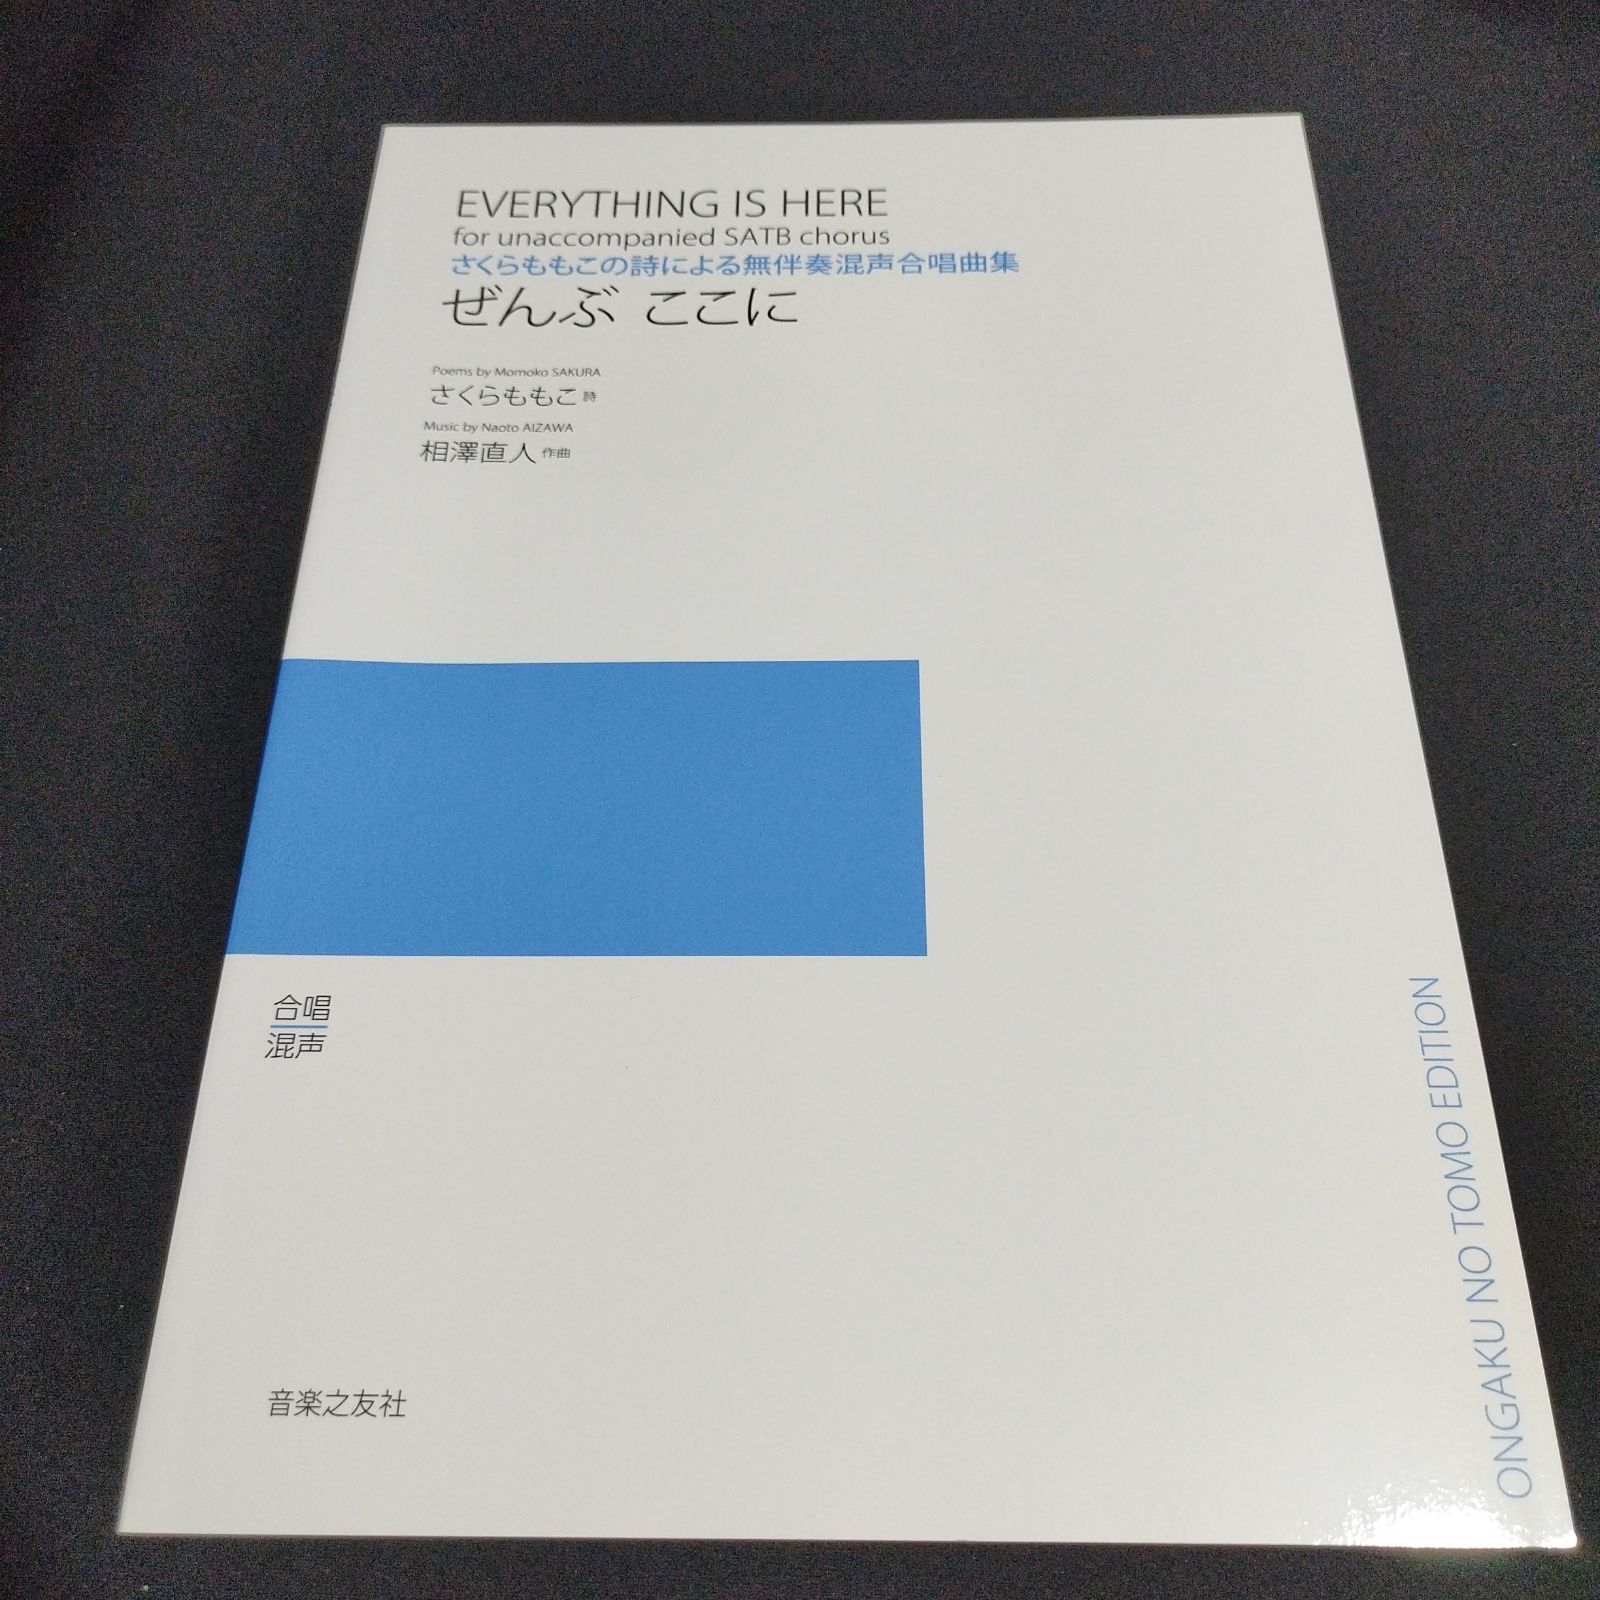 EVERYTHING IS HERE
for unaccompanied SATB chorus
さくらももこの詩による無伴奏混声合唱曲集
ぜんぶ ここに
Poems by Momoko SAKURA
さくらももこ 詩
Music by Naoto AIZAWA
相澤直人 作曲
合唱
混声
音楽之友社
ONGAKU NO TOMO EDITION